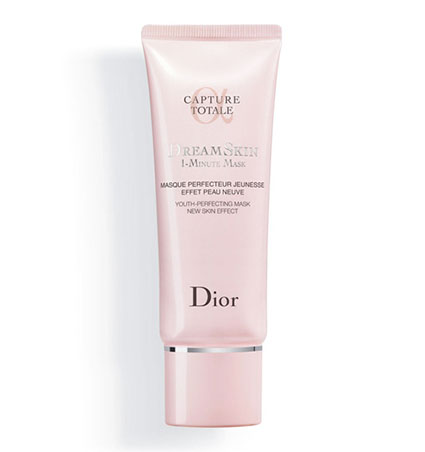 CAPTURE
TOTALE
DREAMSKIN
1-MINUTE MASK
MASQUE PERFECTEUR JEUNESSE
EFFET PEAU NEUVE
YOUTH-PERFECTING MASK
NEW SKIN EFFECT
Dior